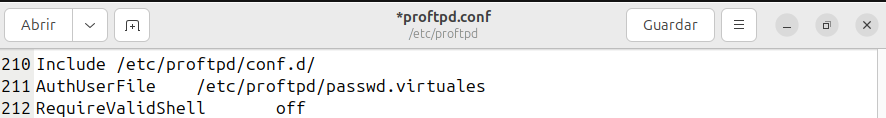 Abrir
*proftpd.conf
/etc/proftpd
Guardar
210 Include /etc/proftpd/conf.d/
211 AuthUserFile    /etc/proftpd/passwd.virtuales
212 RequireValidShell       off